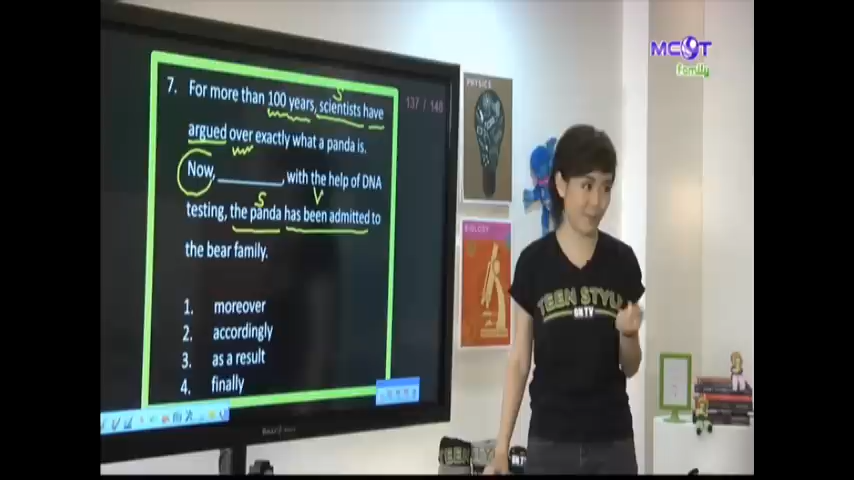 MCOT
family
PHYSICS
137 / 148
7. For more than 100 years, scientists have
argued over exactly what a panda is.
Now, __________, with the help of DNA
testing, the panda has been admitted to
the bear family.
S
S
V
1. moreover
2. accordingly
3. as a result
4. finally
BIOLOGY
TEEN STYLE
ON TV